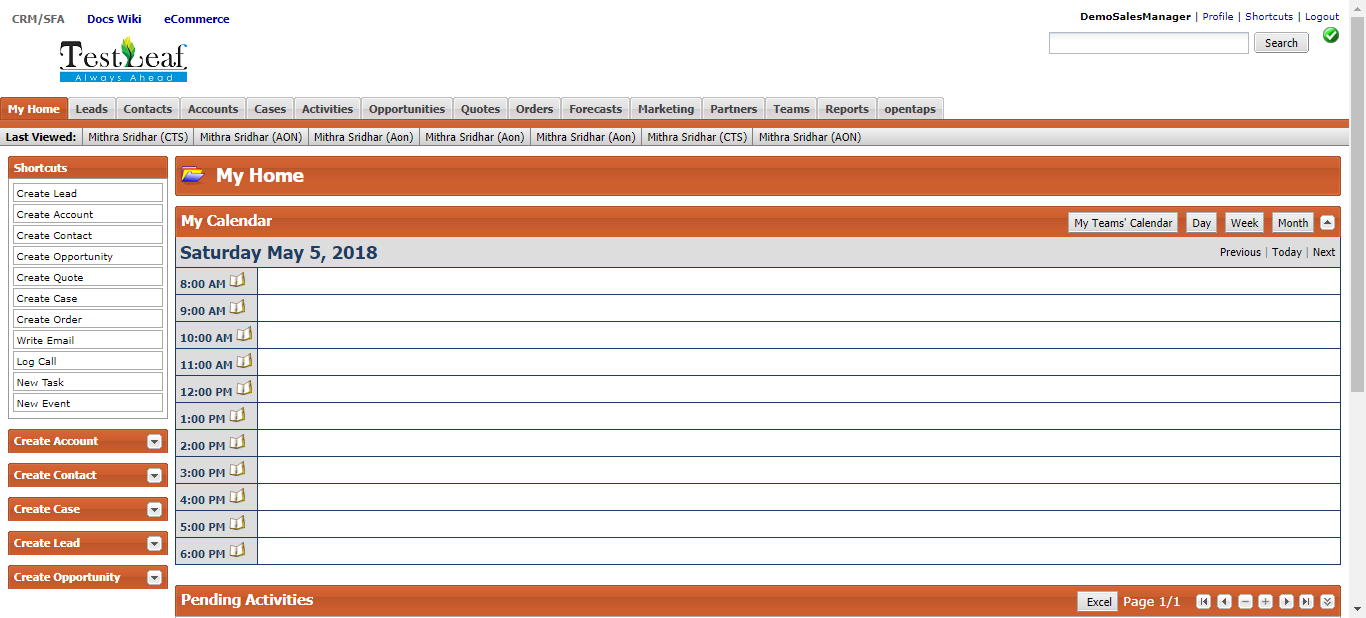 CRM/SFA Docs Wiki eCommerce
DemoSalesManager | Profile | Shortcuts | Logout
Search
TestLeaf
Always Ahead
My Home Leads Contacts Accounts Cases Activities Opportunities Quotes Orders Forecasts Marketing Partners Teams Reports opentaps
Last Viewed: Mithra Sridhar (CTS) Mithra Sridhar (AON) Mithra Sridhar (Aon) Mithra Sridhar (Aon) Mithra Sridhar (Aon) Mithra Sridhar (CTS) Mithra Sridhar (AON)
Shortcuts
Create Lead
Create Account
Create Contact
Create Opportunity
Create Quote
Create Case
Create Order
Write Email
Log Call
New Task
New Event
Create Account
Create Contact
Create Case
Create Lead
Create Opportunity
My Home
My Calendar My Teams' Calendar Day Week Month
Saturday May 5, 2018 Previous | Today | Next
8:00 AM
9:00 AM
10:00 AM
11:00 AM
12:00 PM
1:00 PM
2:00 PM
3:00 PM
4:00 PM
5:00 PM
6:00 PM
Pending Activities Excel Page 1/1